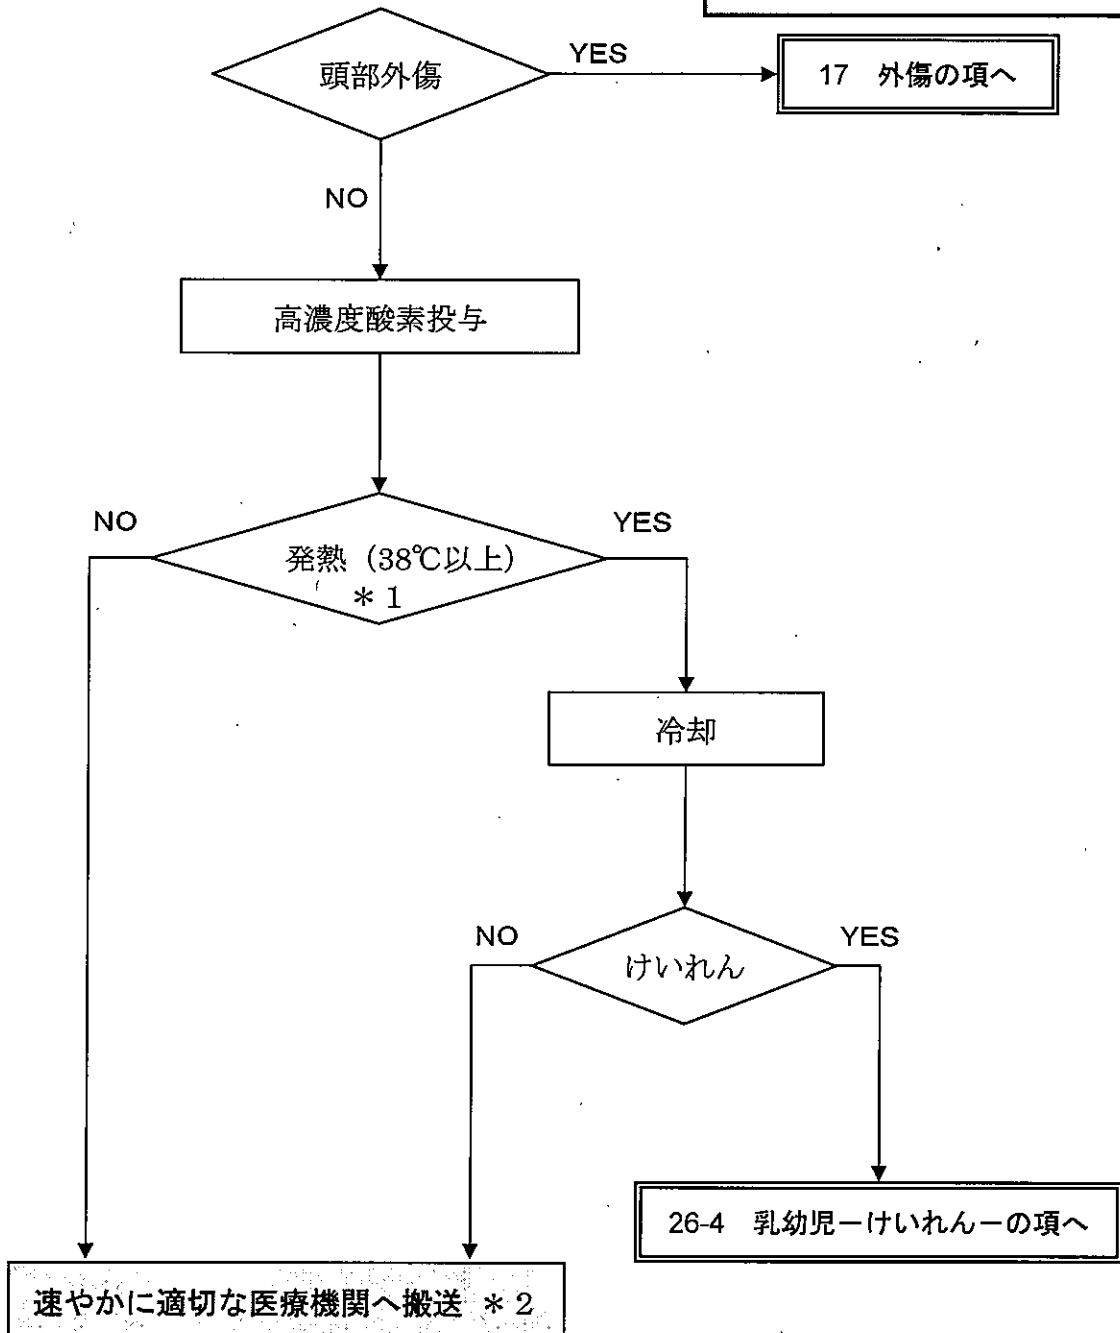 頭部外傷
YES
17 外傷の項へ
NO
高濃度酸素投与
NO
YES
発熱(38℃以上)
＊1
冷却
NO
YES
けいれん
26-4 乳幼児－けいれん－の項へ
速やかに適切な医療機関へ搬送 ＊2